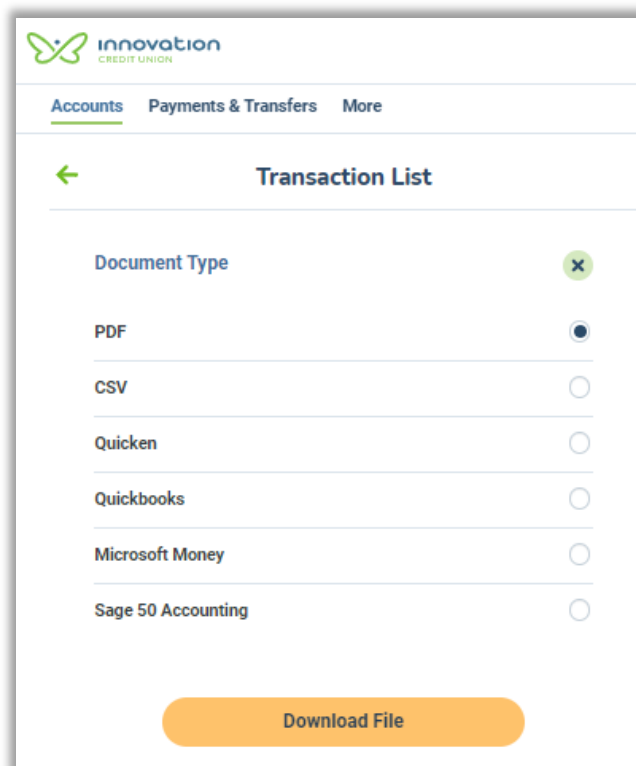 innovation
CREDIT UNION
Accounts Payments & Transfers More
Transaction List
Document Type
PDF
CSV
Quicken
Quickbooks
Microsoft Money
Sage 50 Accounting
Download File